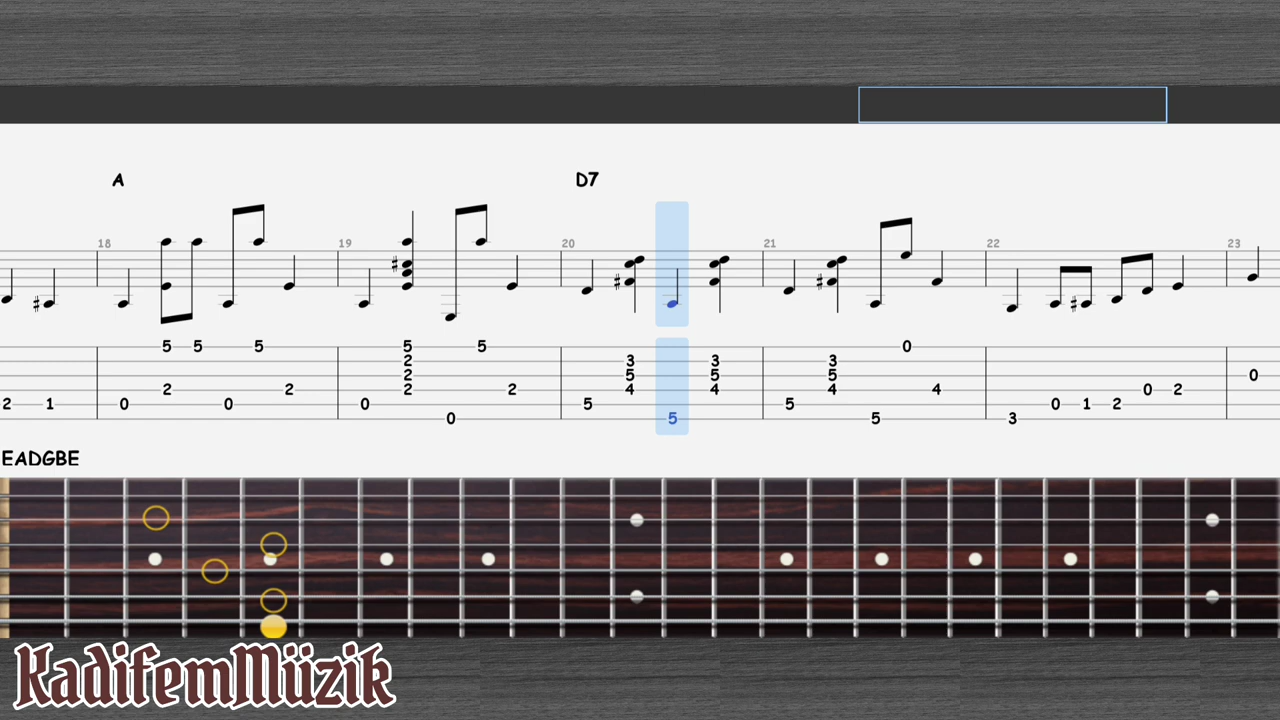 A D7
18 19 20 21 22 23
5 5 5 5 5 0
2 3 3 3
2 5 5 5 0
2 2 2 2 4 4 4 4 0 2
2 1 0 0 0 5 5 0 1 2
0 5 5 3
EADGBE
KadifemMüzik